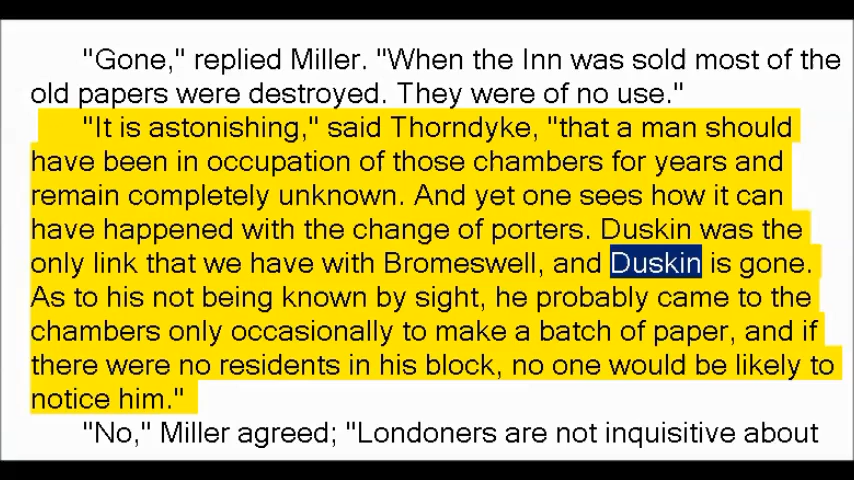 "Gone," replied Miller. "When the Inn was sold most of the
old papers were destroyed. They were of no use."
"It is astonishing," said Thorndyke, "that a man should
have been in occupation of those chambers for years and
remain completely unknown. And yet one sees how it can
have happened with the change of porters. Duskin was the
only link that we have with Bromeswell, and Duskin is gone.
As to his not being known by sight, he probably came to the
chambers only occasionally to make a batch of paper, and if
there were no residents in his block, no one would be likely to
notice him."
"No," Miller agreed; "Londoners are not inquisitive about